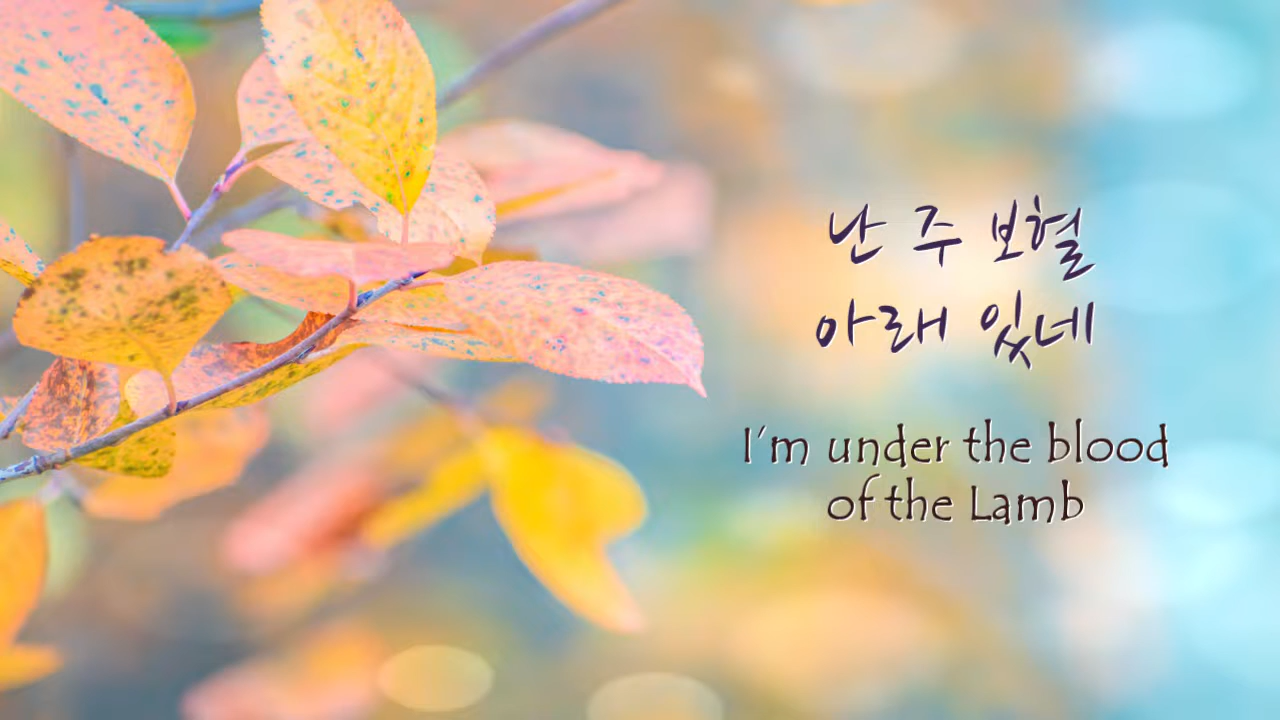 난 주 보혈
아래 있네
I'm under the blood
of the Lamb